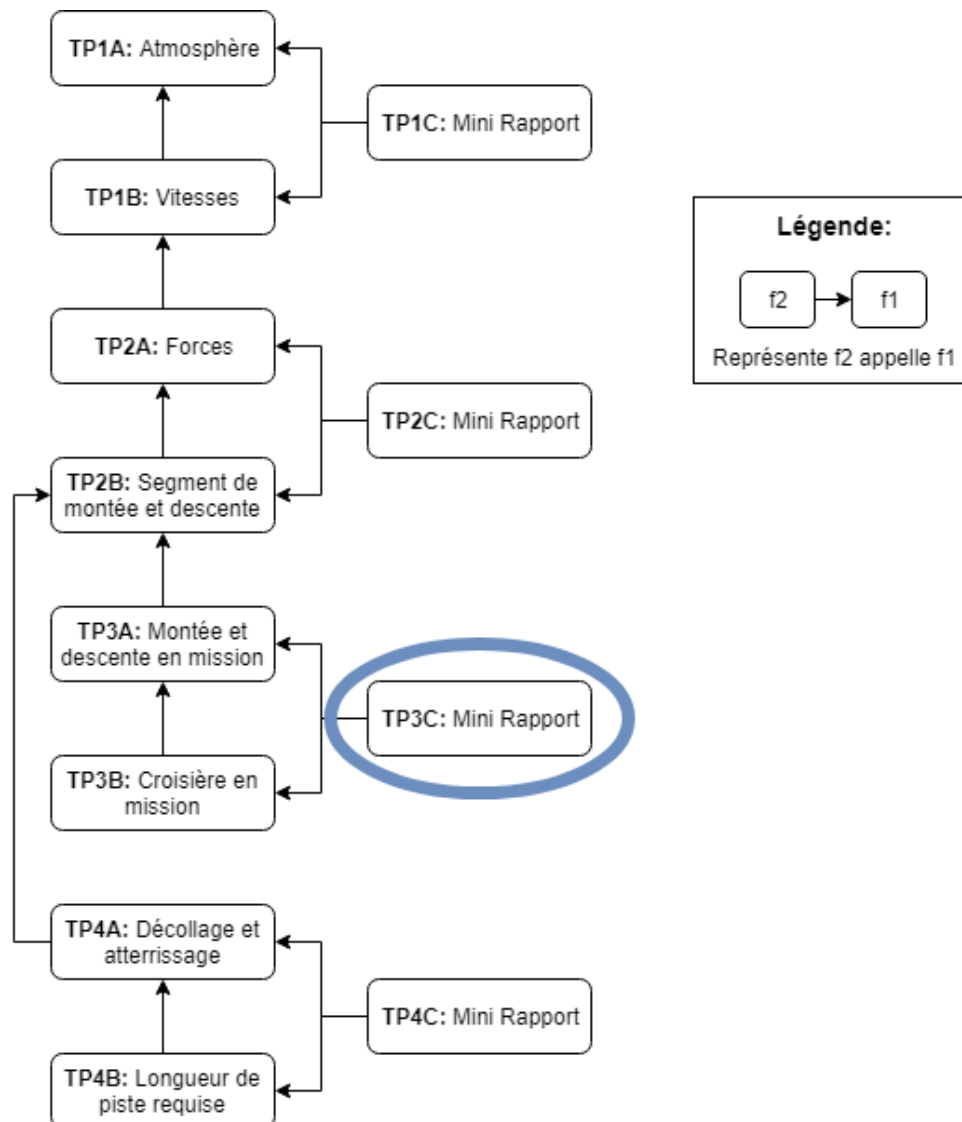 TP1A: Atmosphère
TP1C: Mini Rapport
TP1B: Vitesses
Légende:
f2
f1
Représente f2 appelle f1
TP2A: Forces
TP2C: Mini Rapport
TP2B: Segment de
montée et descente
TP3A: Montée et
descente en mission
TP3C: Mini Rapport
TP3B: Croisière en
mission
TP4A: Décollage et
atterrissage
TP4C: Mini Rapport
TP4B: Longueur de
piste requise